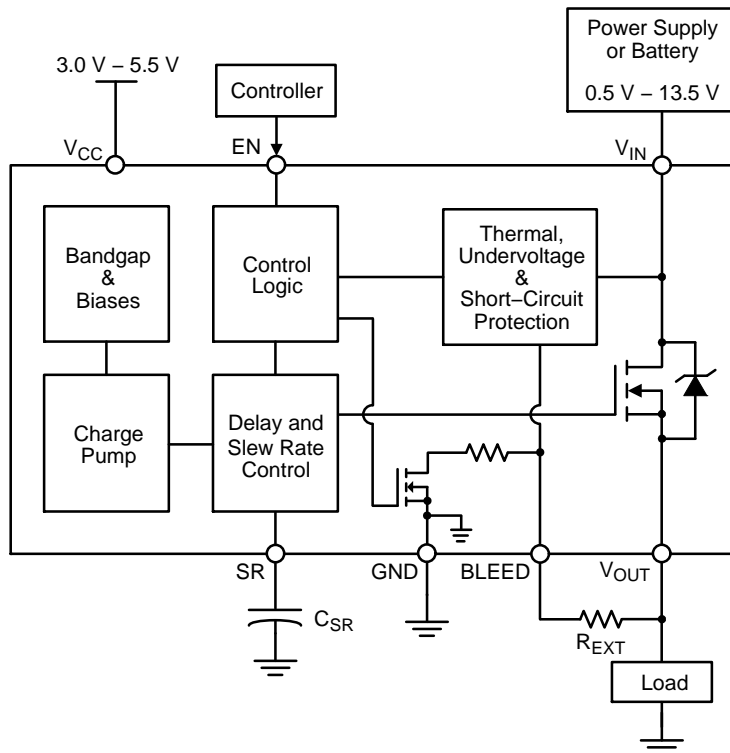 Power Supply
or Battery
0.5 V – 13.5 V
3.0 V – 5.5 V
Controller
VCC
EN
VIN
Bandgap
&
Biases
Control
Logic
Thermal,
Undervoltage
&
Short–Circuit
Protection
Charge
Pump
Delay and
Slew Rate
Control
SR
GND
BLEED
VOUT
CSR
REXT
Load